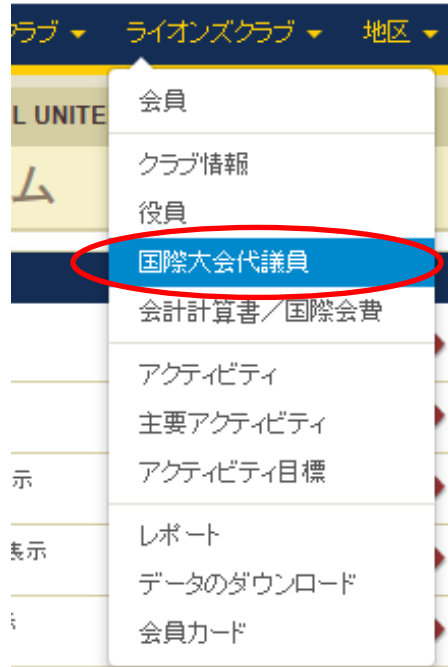 ラブ
ライオンズクラブ
地区
L UNITE
ム
会員
クラブ情報
役員
国際大会代議員
会計計算書／国際会費
アクティビティ
主要アクティビティ
アクティビティ目標
示
レポート
表示
データのダウンロード
会員カード